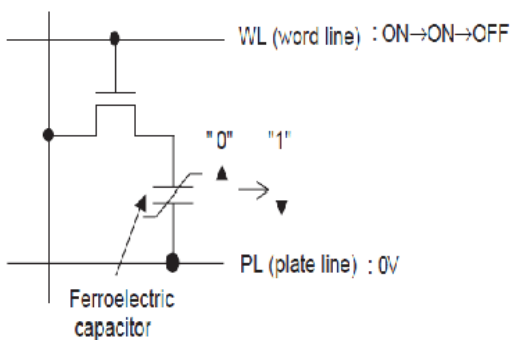 WL (word line) : ON→ON→OFF
"0" "1"
PL (plate line) : 0V
Ferroelectric
capacitor